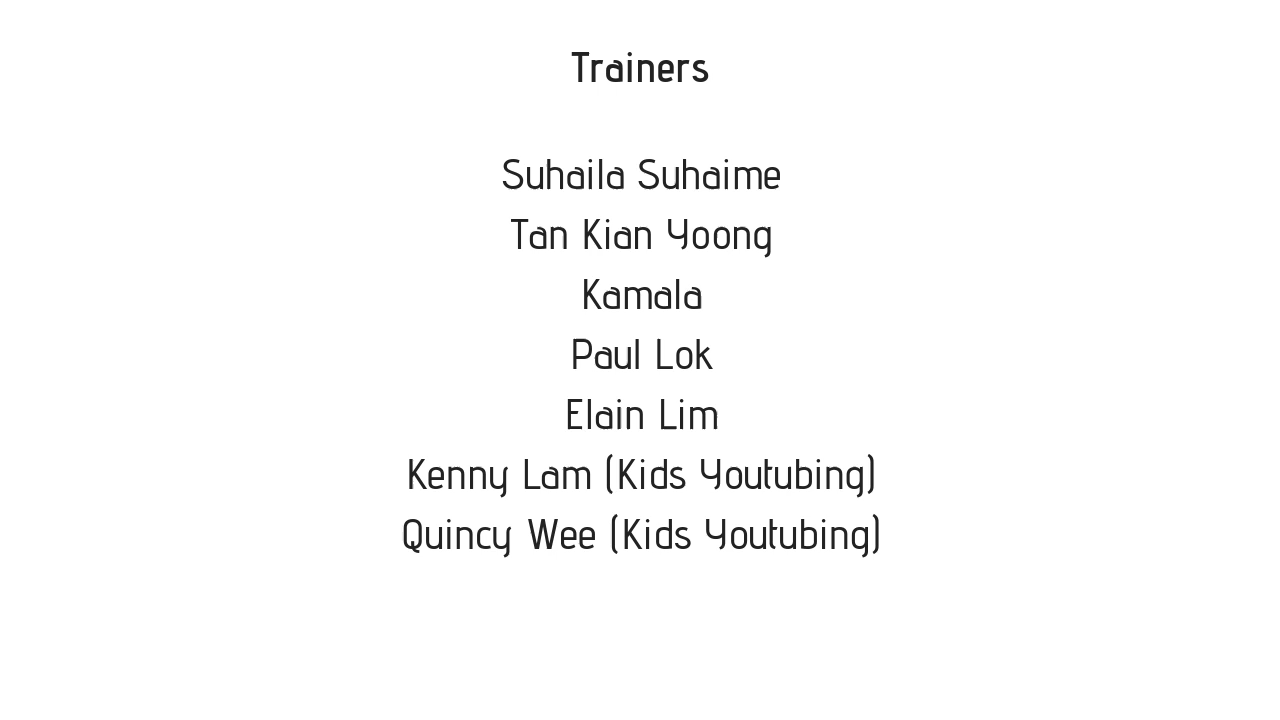 Trainers
Suhaila Suhaime
Tan Kian Yoong
Kamala
Paul Lok
Elain Lim
Kenny Lam (Kids Youtubing)
Quincy Wee (Kids Youtubing)